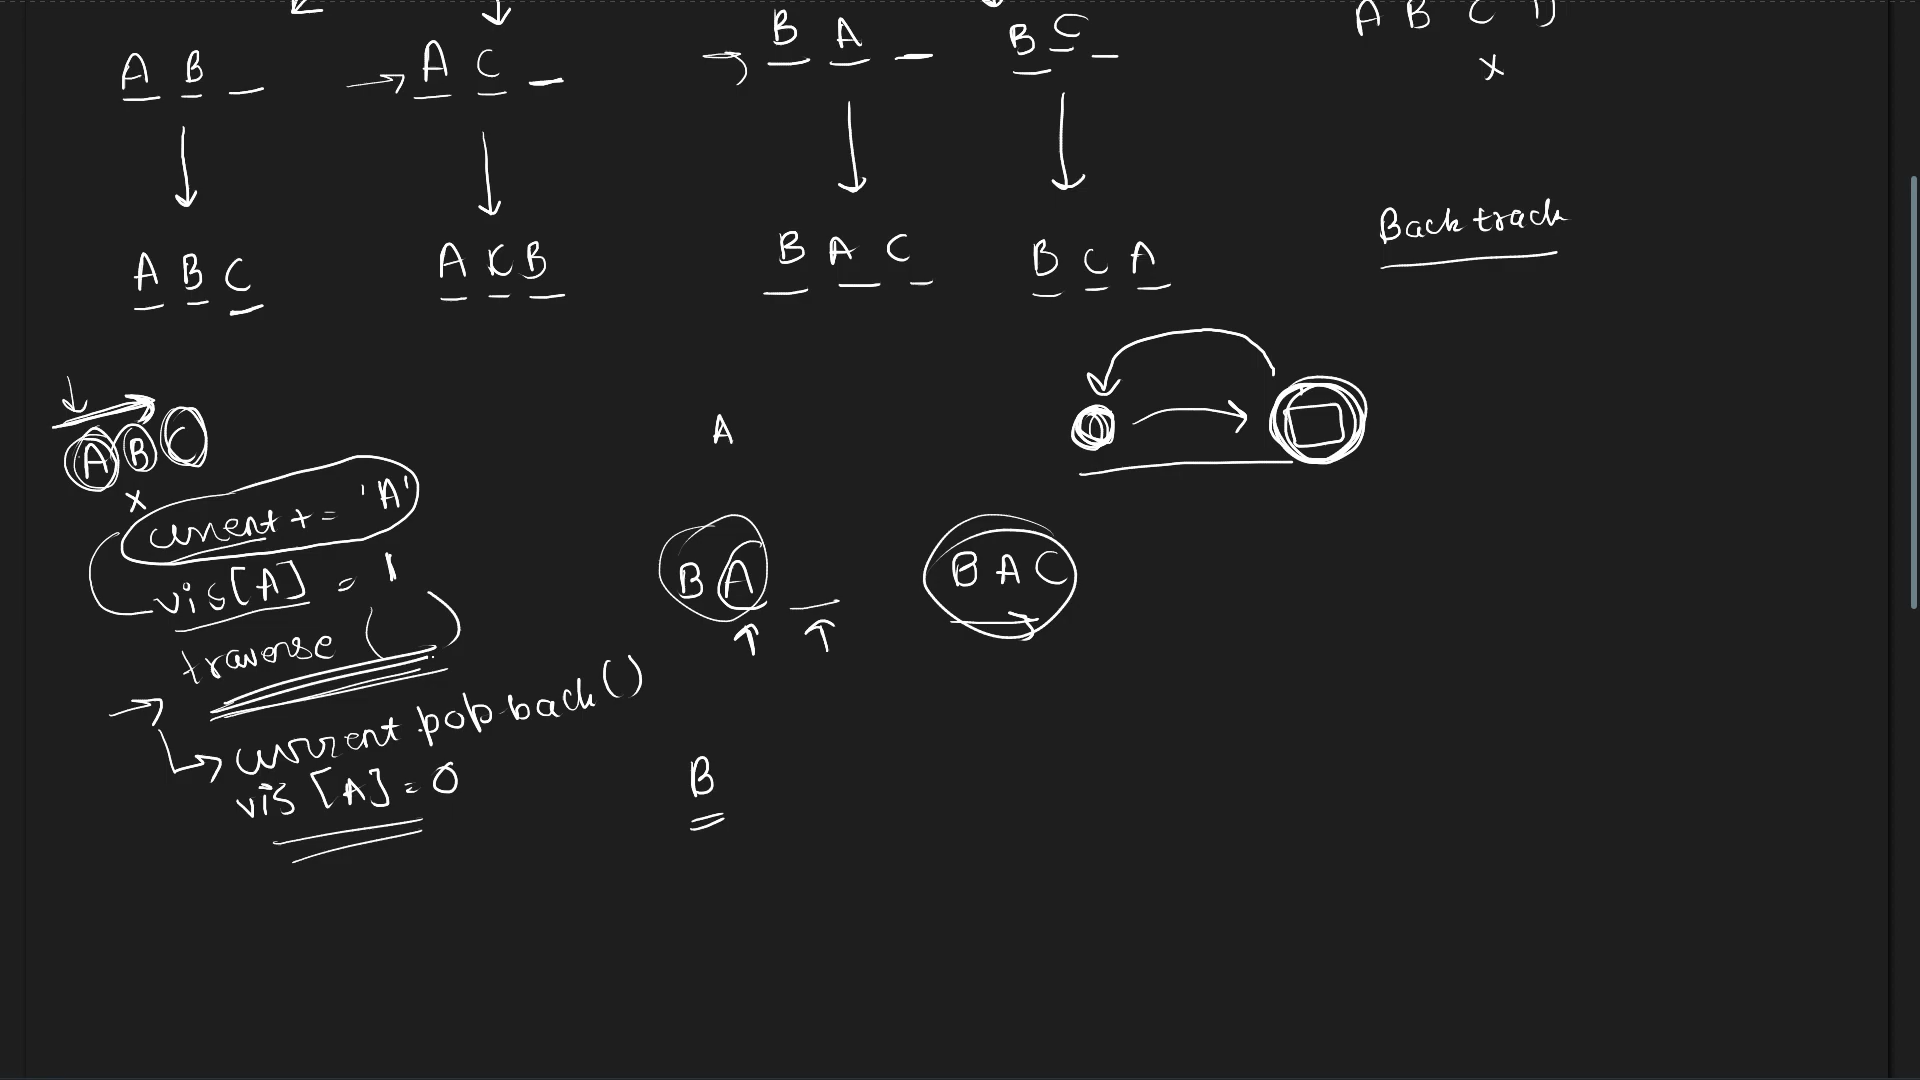 A B _ → A C _ → B A _ B C _ A B C D
x
Back track
A B C A C B B A C B C A
A B C
A
x
current += 'A'
B A _ B A C
vis[A] = 1
traverse ( )
→ current.pop-back()
vis [A] = 0
B